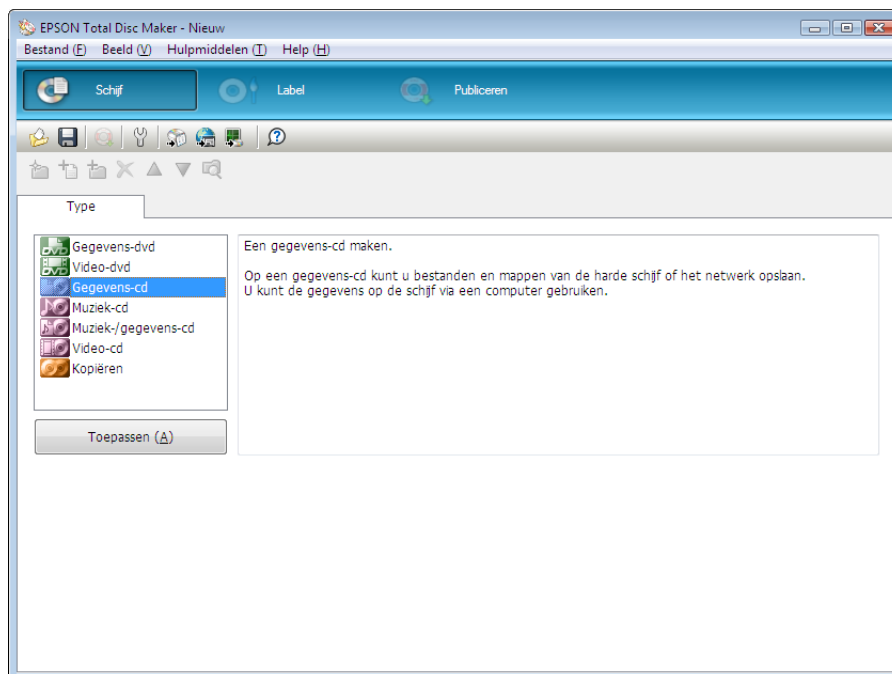 EPSON Total Disc Maker - Nieuw
Bestand (F) Beeld (V) Hulpmiddelen (T) Help (H)
Schijf Label Publiceren
Type
DVD Gegevens-dvd
DVD Video-dvd
Gegevens-cd
Muziek-cd
Muziek-/gegevens-cd
Video-cd
Kopiëren
Toepassen (A)
Een gegevens-cd maken.
Op een gegevens-cd kunt u bestanden en mappen van de harde schijf of het netwerk opslaan.
U kunt de gegevens op de schijf via een computer gebruiken.